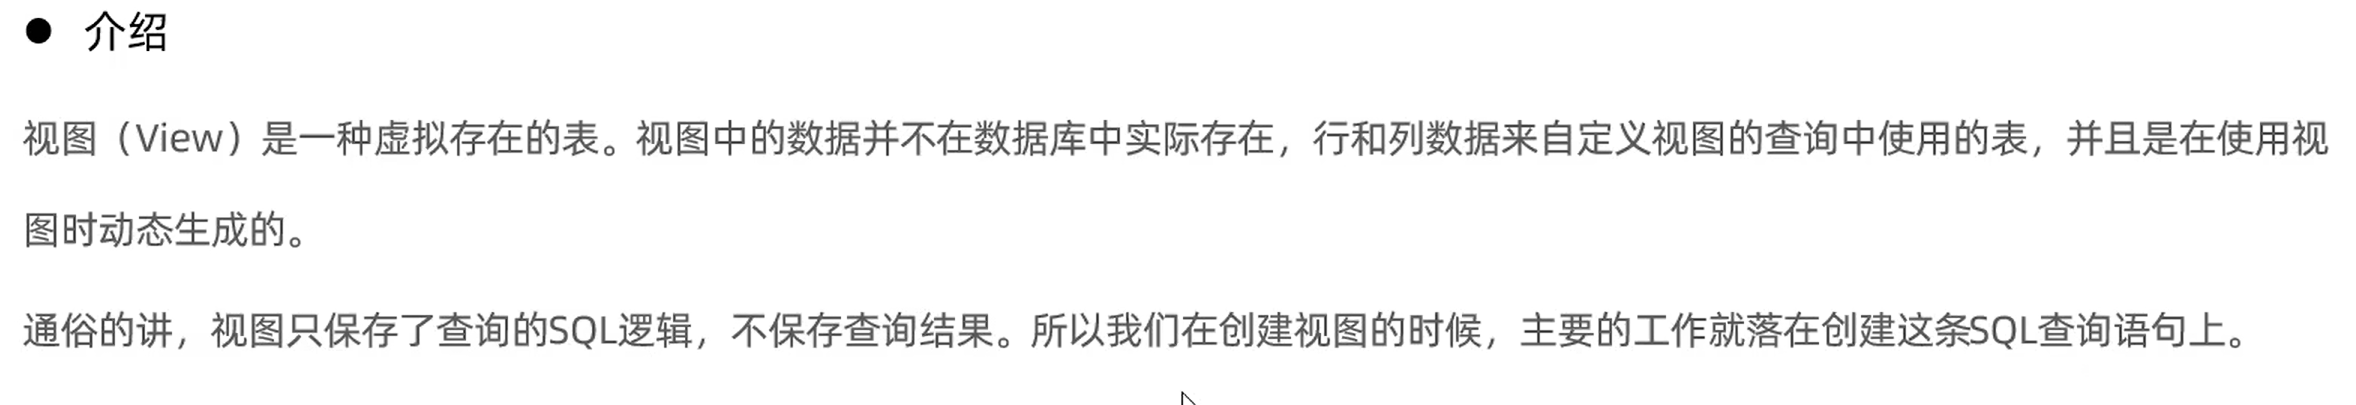 ● 介绍
视图（View）是一种虚拟存在的表。视图中的数据并不在数据库中实际存在，行和列数据来自定义视图的查询中使用的表，并且是在使用视
图时动态生成的。
通俗的讲，视图只保存了查询的SQL逻辑，不保存查询结果。所以我们在创建视图的时候，主要的工作就落在创建这条SQL查询语句上。